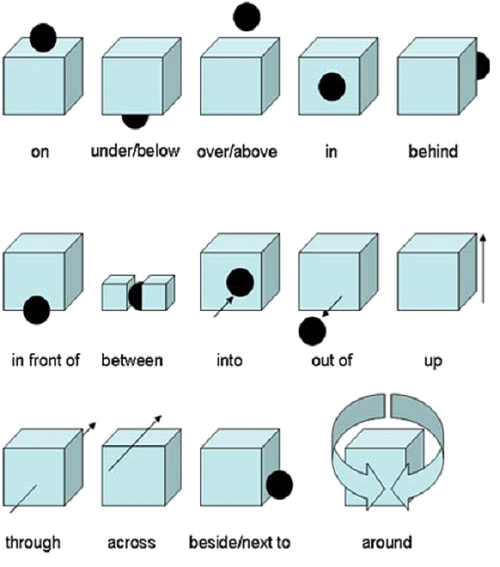 on under/below over/above in behind
in front of between into out of up
through across beside/next to around